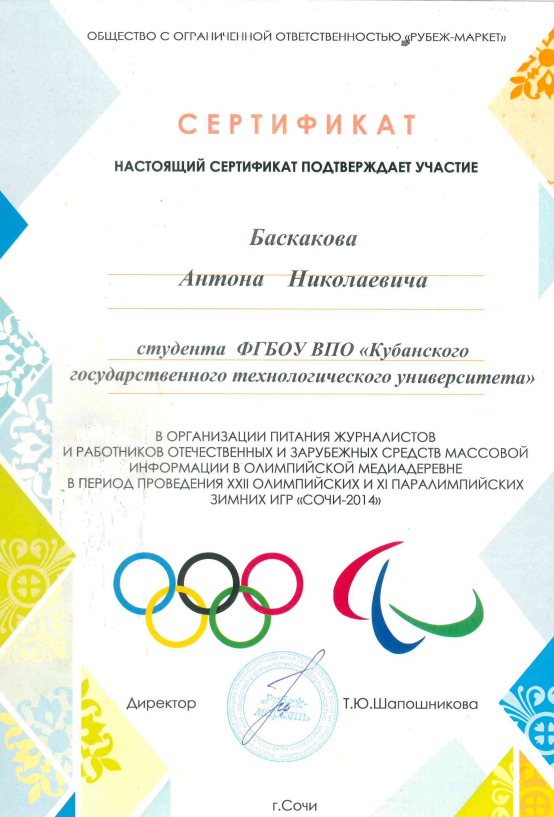 ОБЩЕСТВО С ОГРАНИЧЕННОЙ ОТВЕТСТВЕННОСТЬЮ «РУБЕЖ-МАРКЕТ»
СЕРТИФИКАТ
НАСТОЯЩИЙ СЕРТИФИКАТ ПОДТВЕРЖДАЕТ УЧАСТИЕ
Баскакова
Антона Николаевича
студента ФГБОУ ВПО «Кубанского
государственного технологического университета»
В ОРГАНИЗАЦИИ ПИТАНИЯ ЖУРНАЛИСТОВ
И РАБОТНИКОВ ОТЕЧЕСТВЕННЫХ И ЗАРУБЕЖНЫХ СРЕДСТВ МАССОВОЙ
ИНФОРМАЦИИ В ОЛИМПИЙСКОЙ МЕДИАДЕРЕВНЕ
В ПЕРИОД ПРОВЕДЕНИЯ XXII ОЛИМПИЙСКИХ И XI ПАРАЛИМПИЙСКИХ
ЗИМНИХ ИГР «СОЧИ-2014»
Директор
«Рубеж-
маркет»
Т.Ю.Шапошникова
г.Сочи